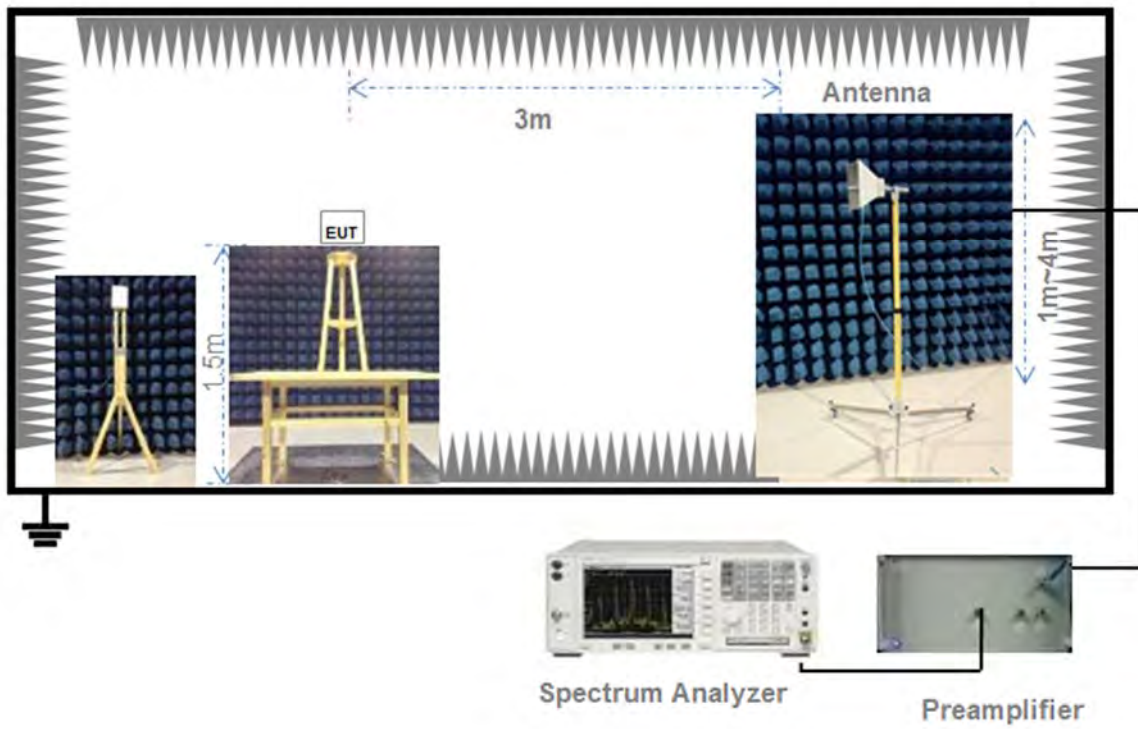 Antenna
3m
EUT
1.5m
1m~4m
Spectrum Analyzer
Preamplifier